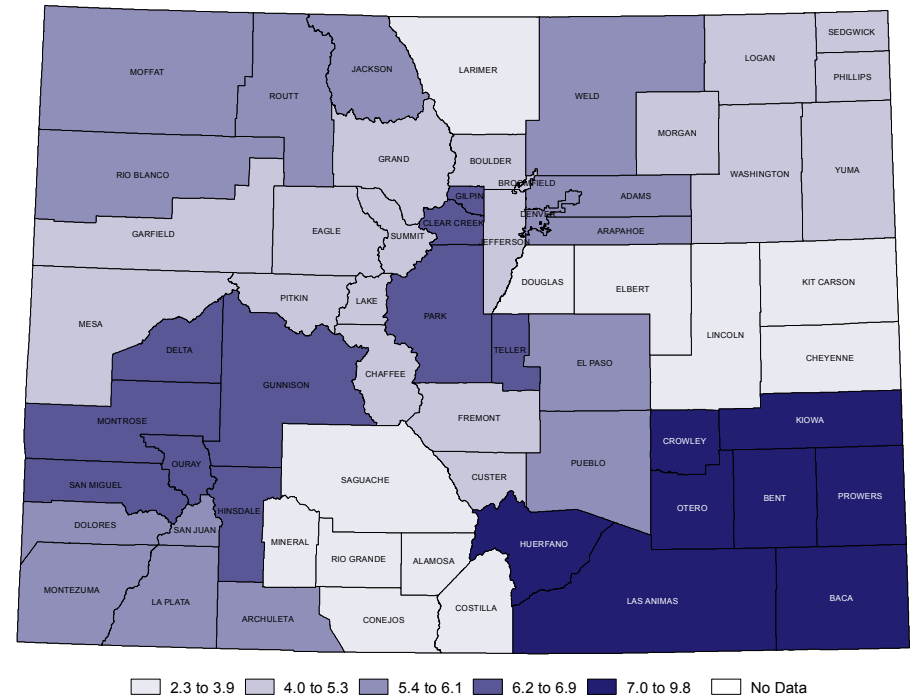 SEDGWICK
LOGAN
LARIMER
JACKSON
MOFFAT
PHILLIPS
ROUTT
WELD
MORGAN
GRAND
BOULDER
YUMA
WASHINGTON
RIO BLANCO
BROOMFIELD
GILPIN
ADAMS
DENVER
CLEAR CREEK
EAGLE
ARAPAHOE
GARFIELD
SUMMIT
JEFFERSON
DOUGLAS
KIT CARSON
ELBERT
PITKIN
LAKE
PARK
MESA
LINCOLN
DELTA
TELLER
CHEYENNE
EL PASO
CHAFFEE
GUNNISON
FREMONT
MONTROSE
KIOWA
CROWLEY
OURAY
PUEBLO
CUSTER
SAGUACHE
SAN MIGUEL
PROWERS
BENT
OTERO
HINSDALE
DOLORES
SAN JUAN
MINERAL
HUERFANO
RIO GRANDE
ALAMOSA
MONTEZUMA
LA PLATA
BACA
LAS ANIMAS
COSTILLA
ARCHULETA
CONEJOS
2.3 to 3.9 4.0 to 5.3 5.4 to 6.1 6.2 to 6.9 7.0 to 9.8 No Data